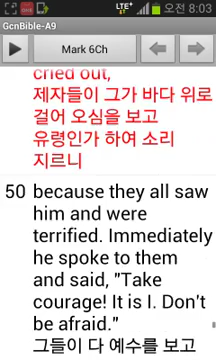 LTE 오전 8:03
GcnBible-A9
Mark 6Ch
cried out,
제자들이 그가 바다 위로
걸어 오심을 보고
유령인가 하여 소리
지르니
50 because they all saw
him and were
terrified. Immediately
he spoke to them
and said, "Take
courage! It is I. Don't
be afraid."
그들이 다 예수를 보고